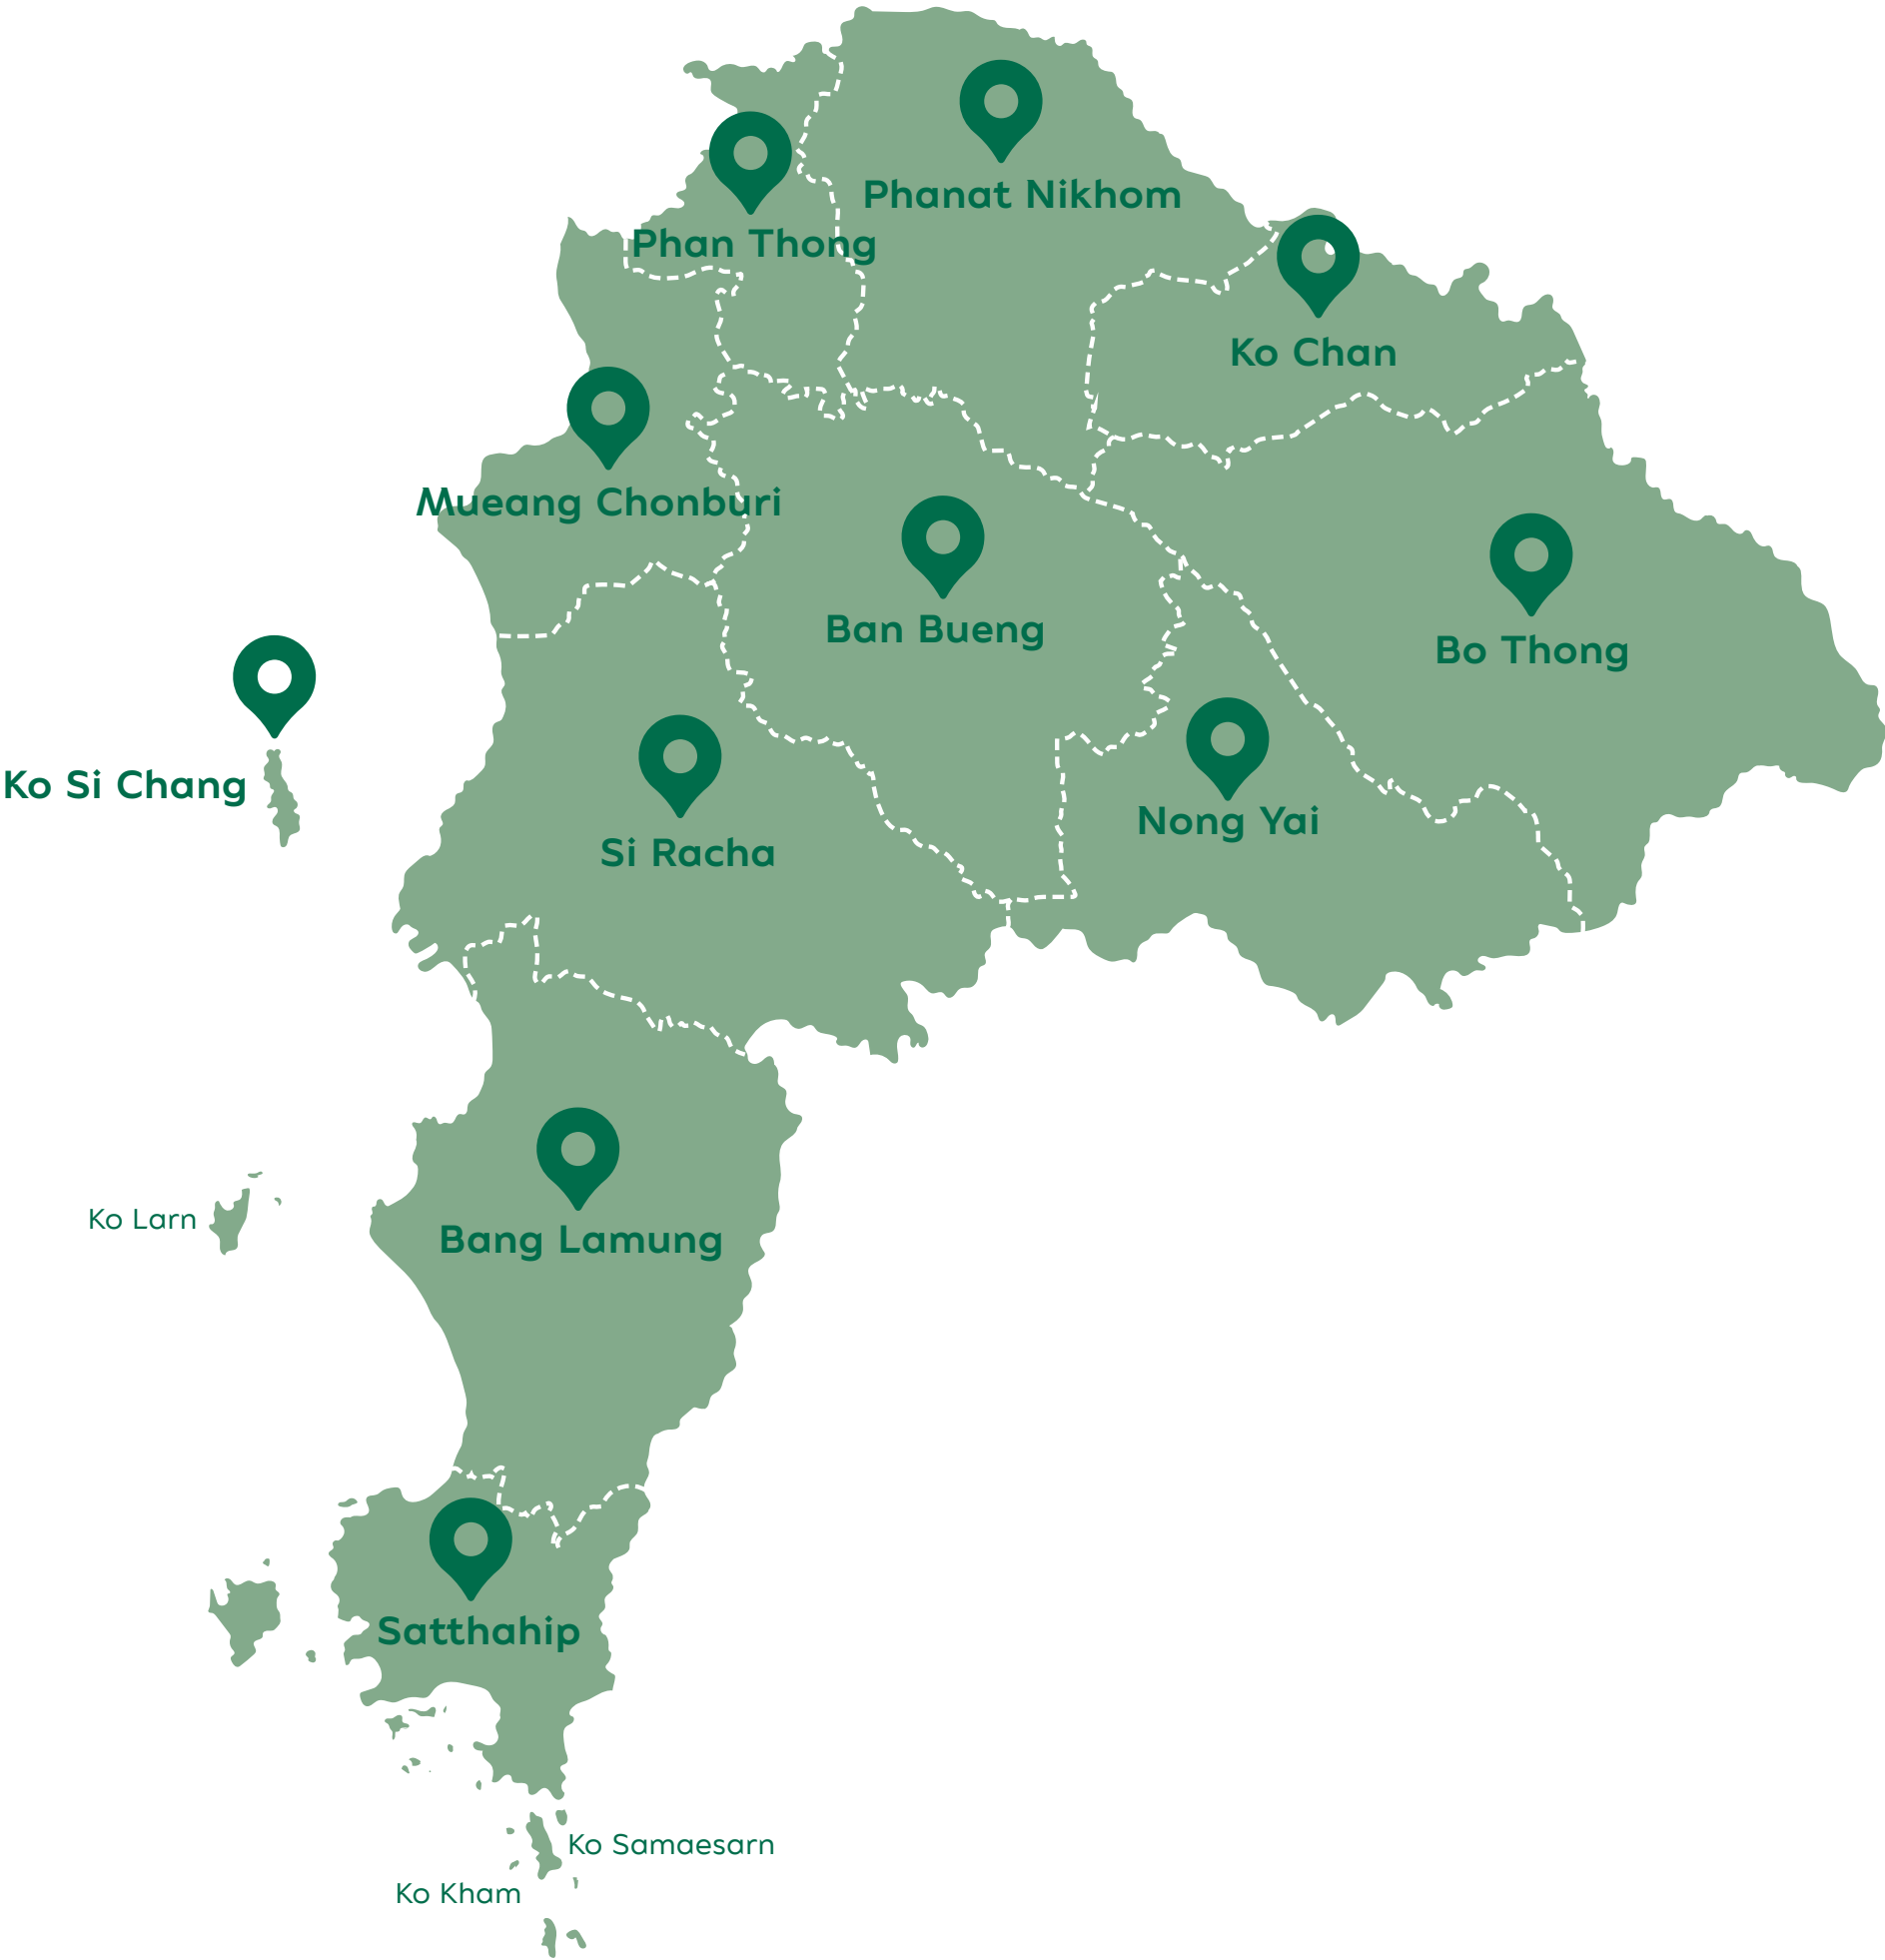 Phanat Nikhom
Phan Thong
Ko Chan
Mueang Chonburi
Ban Bueng
Bo Thong
Ko Si Chang
Nong Yai
Si Racha
Ko Larn
Bang Lamung
Satthahip
Ko Samaesarn
Ko Kham